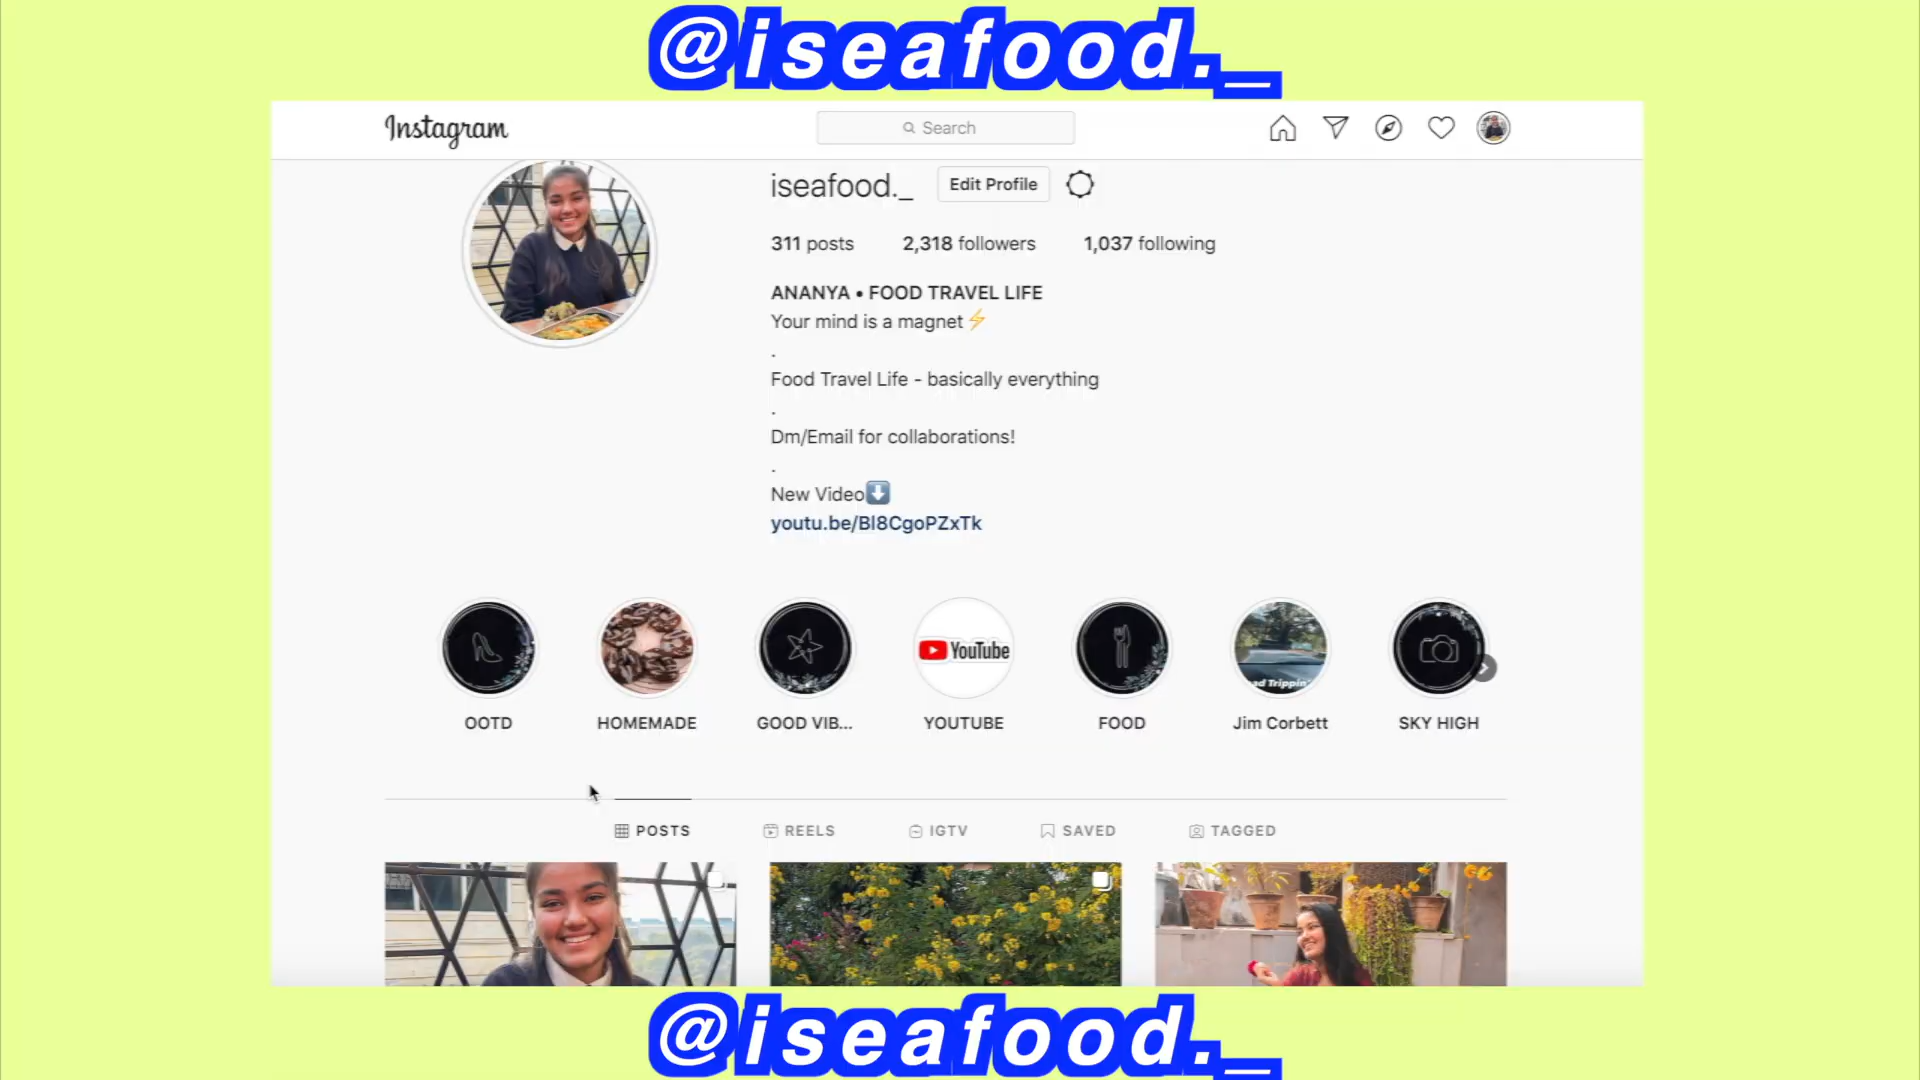 @iseafood._
Instagram
Search
iseafood._ Edit Profile
311 posts 2,318 followers 1,037 following
ANANYA • FOOD TRAVEL LIFE
Your mind is a magnet⚡
.
Food Travel Life - basically everything
.
Dm/Email for collaborations!
.
New Video⬇️
youtu.be/Bl8CgoPZxTk
YouTube
ad Trippin'
OOTD HOMEMADE GOOD VIB... YOUTUBE FOOD Jim Corbett SKY HIGH
POSTS REELS IGTV SAVED TAGGED
@iseafood._